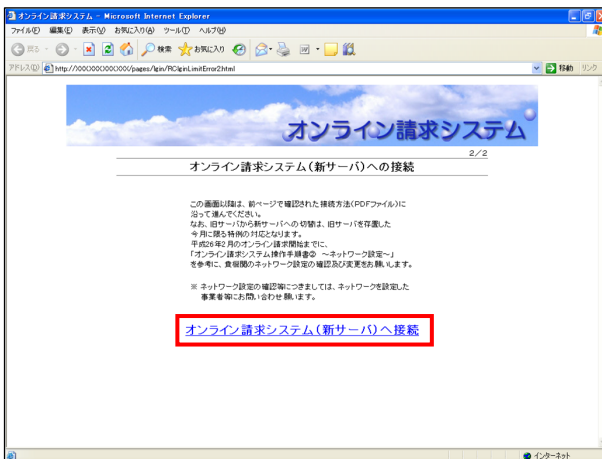 オンライン請求システム - Microsoft Internet Explorer
ファイル(F) 編集(E) 表示(V) お気に入り(A) ツール(T) ヘルプ(H)
戻る 検索 お気に入り
アドレス(D) 移動 リンク
オンライン請求システム
2/2
オンライン請求システム(新サーバ)への接続
この画面以降は、前ページで確認された接続方法(PDFファイル)に
沿って進んでください。
なお、旧サーバから新サーバへの切替は、旧サーバを存置した
今月に限る特例の対応となります。
平成26年2月のオンライン請求開始までに、
「オンライン請求システム操作手順書② ～ネットワーク設定～」
を参考に、貴機関のネットワーク設定の確認及び変更をお願いします。
※ ネットワーク設定の確認等につきましては、ネットワークを設定した
事業者等にお問い合わせ願います。
オンライン請求システム(新サーバ)へ接続
インターネット